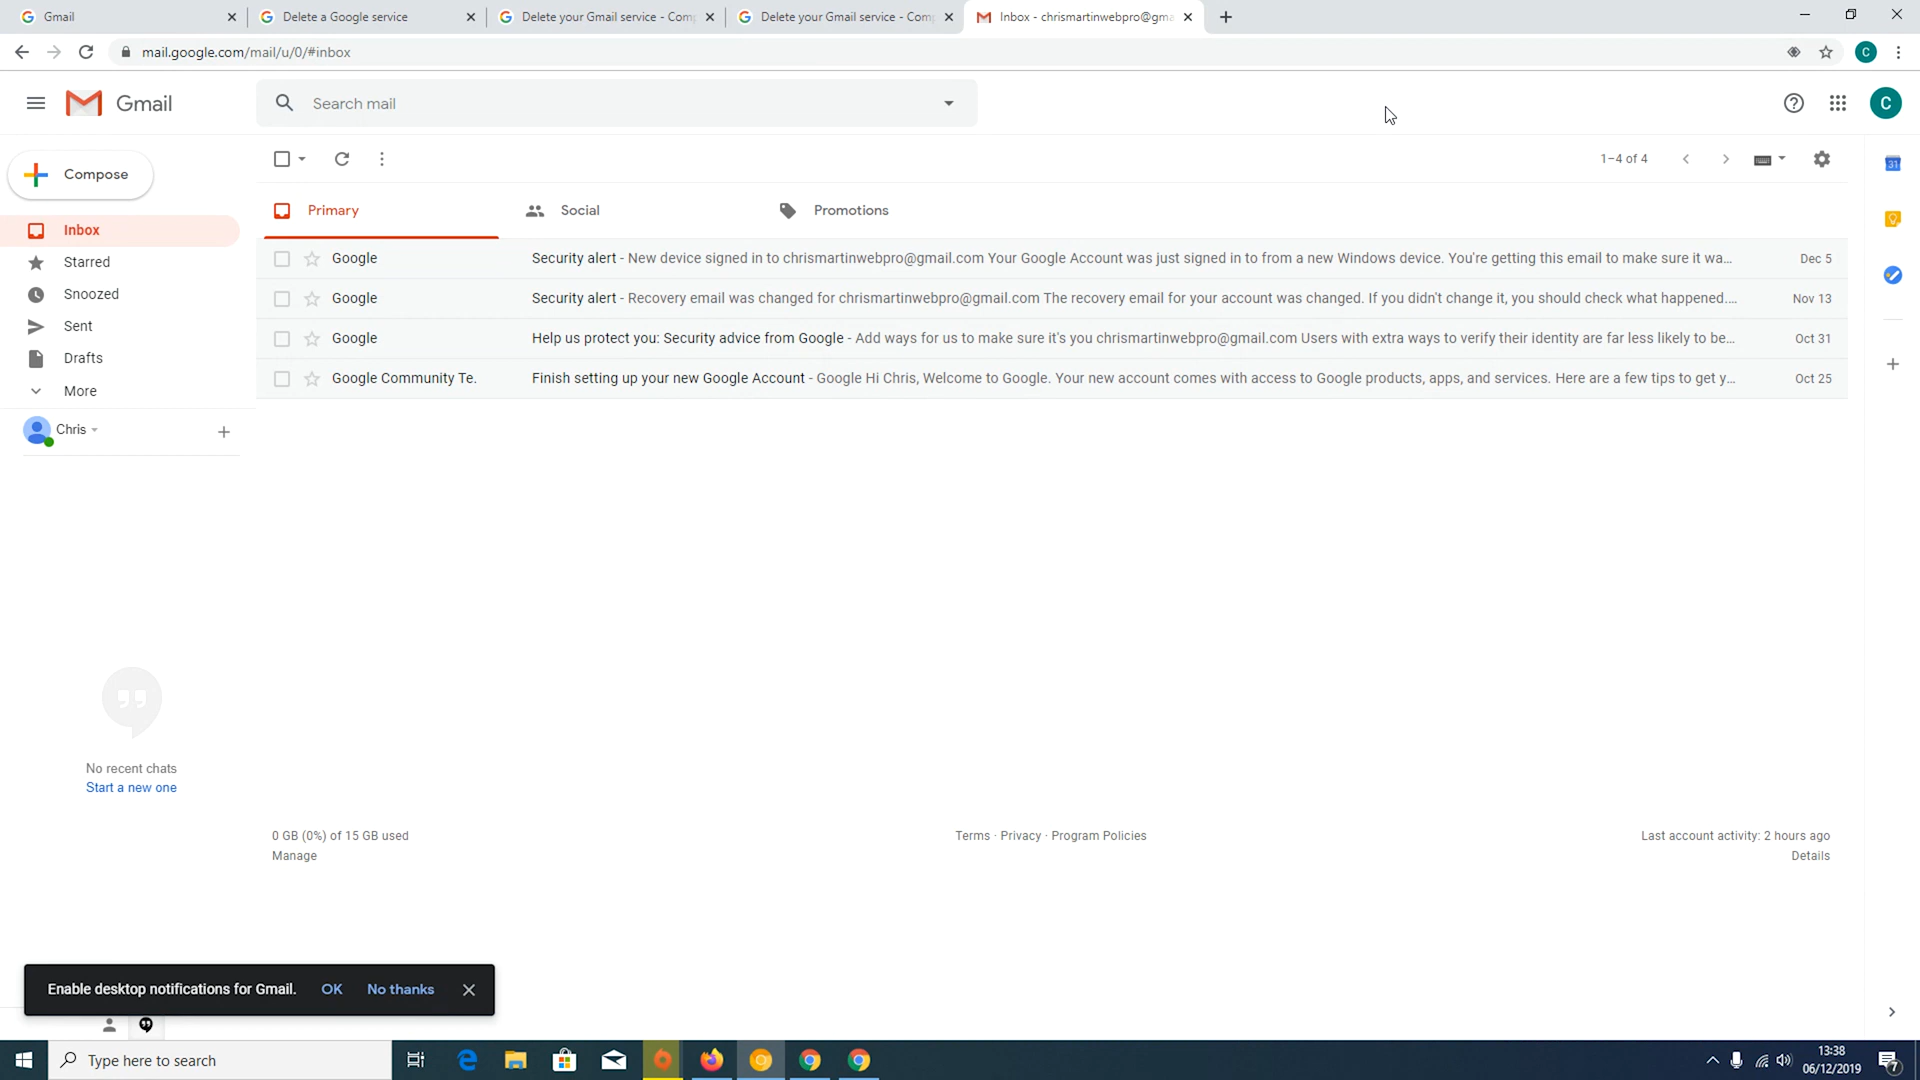 Gmail
Delete a Google service
Delete your Gmail service - Comp
Delete your Gmail service - Comp
Inbox - chrismartinwebpro@gma
mail.google.com/mail/u/0/#inbox
C
Gmail
Search mail
C
Compose
1–4 of 4
31
Inbox
Primary
Social
Promotions
Starred
Google
Security alert - New device signed in to chrismartinwebpro@gmail.com Your Google Account was just signed in to from a new Windows device. You're getting this email to make sure it wa...
Dec 5
Snoozed
Google
Security alert - Recovery email was changed for chrismartinwebpro@gmail.com The recovery email for your account was changed. If you didn't change it, you should check what happened....
Nov 13
Sent
Google
Help us protect you: Security advice from Google - Add ways for us to make sure it's you chrismartinwebpro@gmail.com Users with extra ways to verify their identity are far less likely to be...
Oct 31
Drafts
Google Community Te.
Finish setting up your new Google Account - Google Hi Chris, Welcome to Google. Your new account comes with access to Google products, apps, and services. Here are a few tips to get y...
Oct 25
More
Chris
No recent chats
Start a new one
0 GB (0%) of 15 GB used
Manage
Terms · Privacy · Program Policies
Last account activity: 2 hours ago
Details
Enable desktop notifications for Gmail.
OK
No thanks
Type here to search
13:38
06/12/2019
7